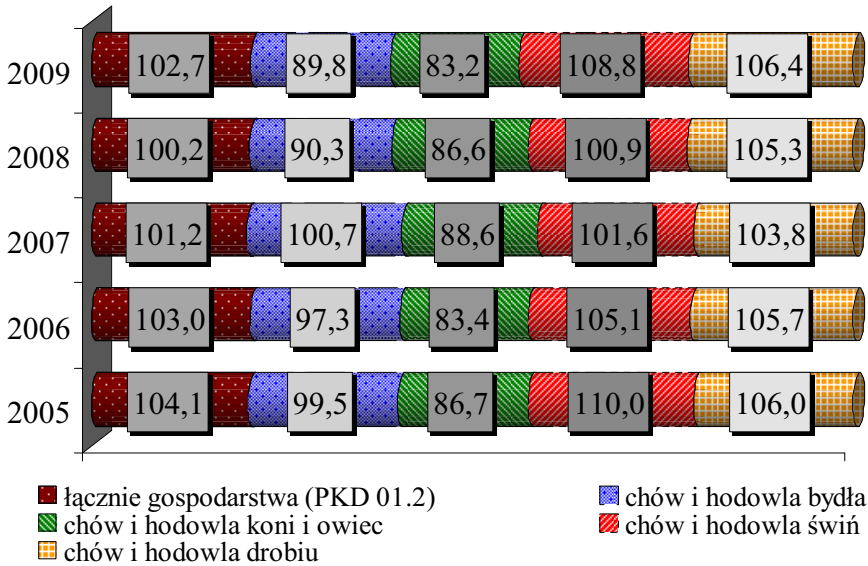 2009 102,7 89,8 83,2 108,8 106,4
2008 100,2 90,3 86,6 100,9 105,3
2007 101,2 100,7 88,6 101,6 103,8
2006 103,0 97,3 83,4 105,1 105,7
2005 104,1 99,5 86,7 110,0 106,0
łącznie gospodarstwa (PKD 01.2) chów i hodowla bydła
chów i hodowla koni i owiec chów i hodowla świń
chów i hodowla drobiu